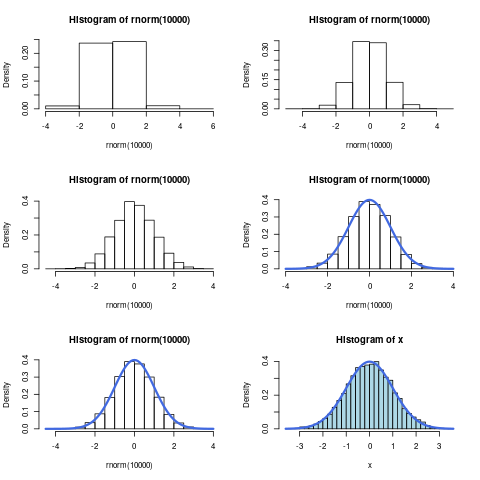 Histogram of rnorm(10000)
Density
0.00 0.10 0.20
-4 -2 0 2 4 6
rnorm(10000)
Histogram of rnorm(10000)
Density
0.00 0.15 0.30
-4 -2 0 2 4
rnorm(10000)
Histogram of rnorm(10000)
Density
0.0 0.2 0.4
-4 -2 0 2 4
rnorm(10000)
Histogram of rnorm(10000)
Density
0.0 0.1 0.2 0.3 0.4
-4 -2 0 2 4
rnorm(10000)
Histogram of rnorm(10000)
Density
0.0 0.1 0.2 0.4
-4 -2 0 2 4
rnorm(10000)
Histogram of x
Density
0.0 0.2 0.4
-3 -2 -1 0 1 2 3
x